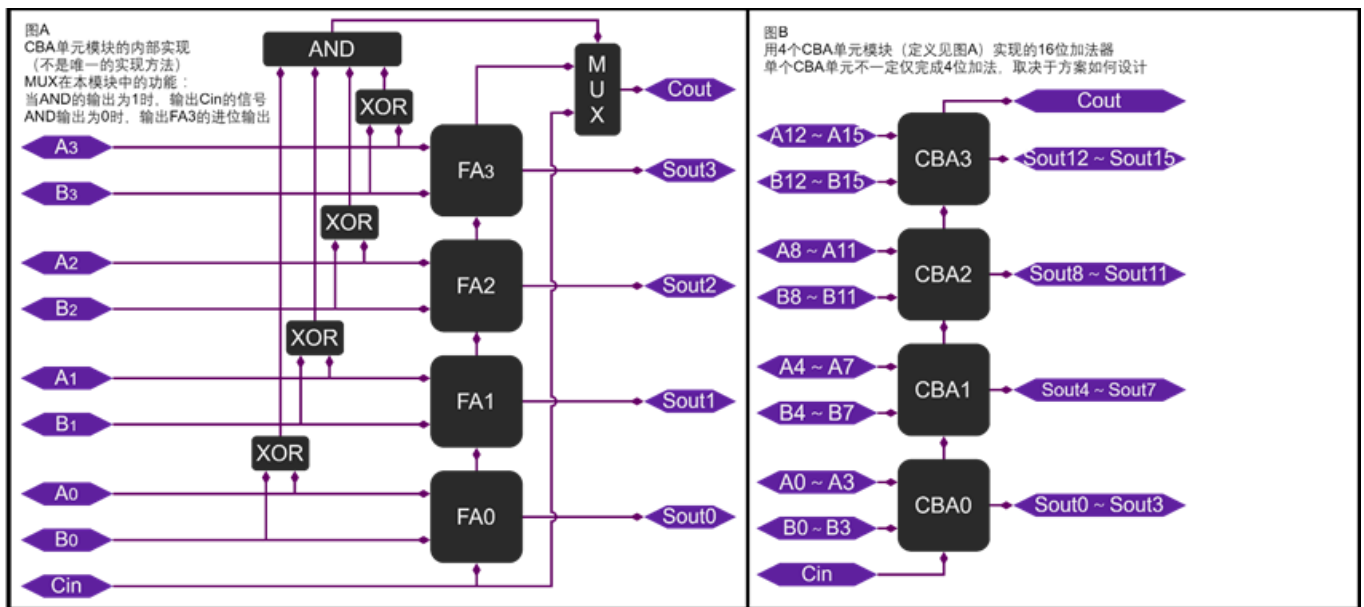 图A
CBA单元模块的内部实现
（不是唯一的实现方法）
MUX在本模块中的功能：
当AND的输出为1时，输出Cin的信号
AND输出为0时，输出FA3的进位输出
AND
MUX
Cout
XOR
A3
FA3
Sout3
B3
XOR
A2
FA2
Sout2
B2
XOR
A1
FA1
Sout1
B1
XOR
A0
FA0
Sout0
B0
Cin
图B
用4个CBA单元模块（定义见图A）实现的16位加法器
单个CBA单元不一定仅完成4位加法，取决于方案如何设计
Cout
A12 ~ A15
CBA3
Sout12 ~ Sout15
B12 ~ B15
A8 ~ A11
CBA2
Sout8 ~ Sout11
B8 ~ B11
A4 ~ A7
CBA1
Sout4 ~ Sout7
B4 ~ B7
A0 ~ A3
CBA0
Sout0 ~ Sout3
B0 ~ B3
Cin